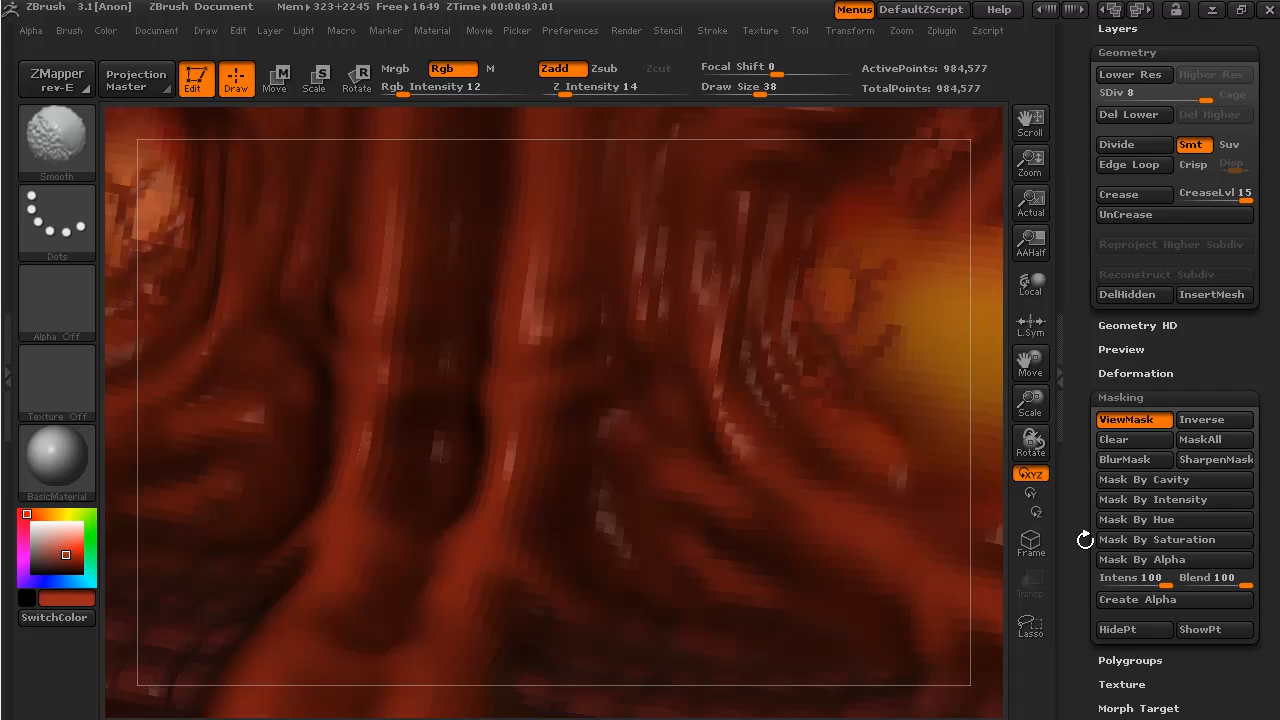 ZBrush 3.1[Anon] ZBrush Document Mem▸323+2245 Free▸1649 ZTime▸00:00:03.01 Menus DefaultZScript Help
Alpha Brush Color Document Draw Edit Layer Light Macro Marker Material Movie Picker Preferences Render Stencil Stroke Texture Tool Transform Zoom Zplugin Zscript
ZMapper rev-E
Projection Master
Edit
Draw
Move
Scale
Rotate
Mrgb Rgb M
Rgb Intensity 12
Zadd Zsub Zcut
Z Intensity 14
Focal Shift 0
Draw Size 38
ActivePoints: 984,577
TotalPoints: 984,577
Smooth
Dots
Alpha Off
Texture Off
BasicMaterial
SwitchColor
Scroll
Zoom
Actual
AAHalf
Local
L.Sym
Move
Scale
Rotate
XYZ
Frame
Transp
Lasso
Layers
Geometry
Lower Res Higher Res
SDiv 8 Cage
Del Lower Del Higher
Divide Smt Suv
Edge Loop Crisp Disp
Crease CreaseLvl 15
UnCrease
Reproject Higher Subdiv
Reconstruct Subdiv
DelHidden InsertMesh
Geometry HD
Preview
Deformation
Masking
ViewMask Inverse
Clear MaskAll
BlurMask SharpenMask
Mask By Cavity
Mask By Intensity
Mask By Hue
Mask By Saturation
Mask By Alpha
Intens 100 Blend 100
Create Alpha
HidePt ShowPt
Polygroups
Texture
Morph Target